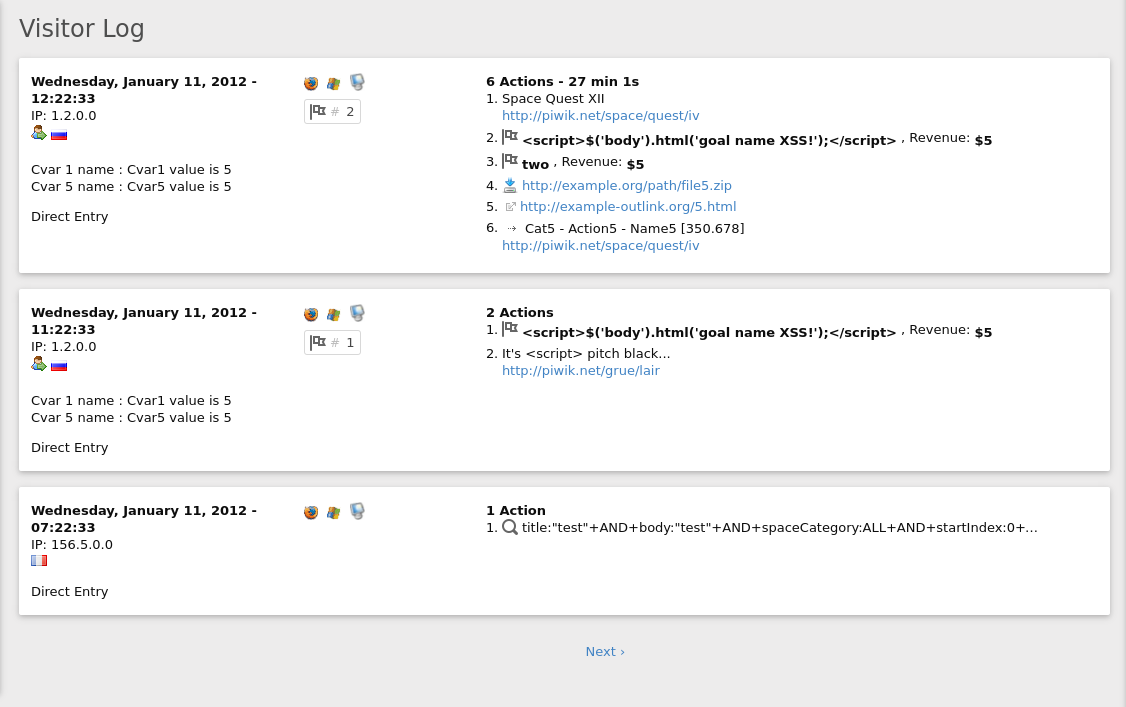 Visitor Log
Wednesday, January 11, 2012 -
12:22:33
IP: 1.2.0.0
Cvar 1 name : Cvar1 value is 5
Cvar 5 name : Cvar5 value is 5
Direct Entry
# 2
6 Actions - 27 min 1s
1. Space Quest XII
http://piwik.net/space/quest/iv
2. <script>$('body').html('goal name XSS!');</script> , Revenue: $5
3. two , Revenue: $5
4. http://example.org/path/file5.zip
5. http://example-outlink.org/5.html
6. Cat5 - Action5 - Name5 [350.678]
http://piwik.net/space/quest/iv
Wednesday, January 11, 2012 -
11:22:33
IP: 1.2.0.0
Cvar 1 name : Cvar1 value is 5
Cvar 5 name : Cvar5 value is 5
Direct Entry
# 1
2 Actions
1. <script>$('body').html('goal name XSS!');</script> , Revenue: $5
2. It's <script> pitch black...
http://piwik.net/grue/lair
Wednesday, January 11, 2012 -
07:22:33
IP: 156.5.0.0
Direct Entry
1 Action
1. title:"test"+AND+body:"test"+AND+spaceCategory:ALL+AND+startIndex:0+...
Next ›